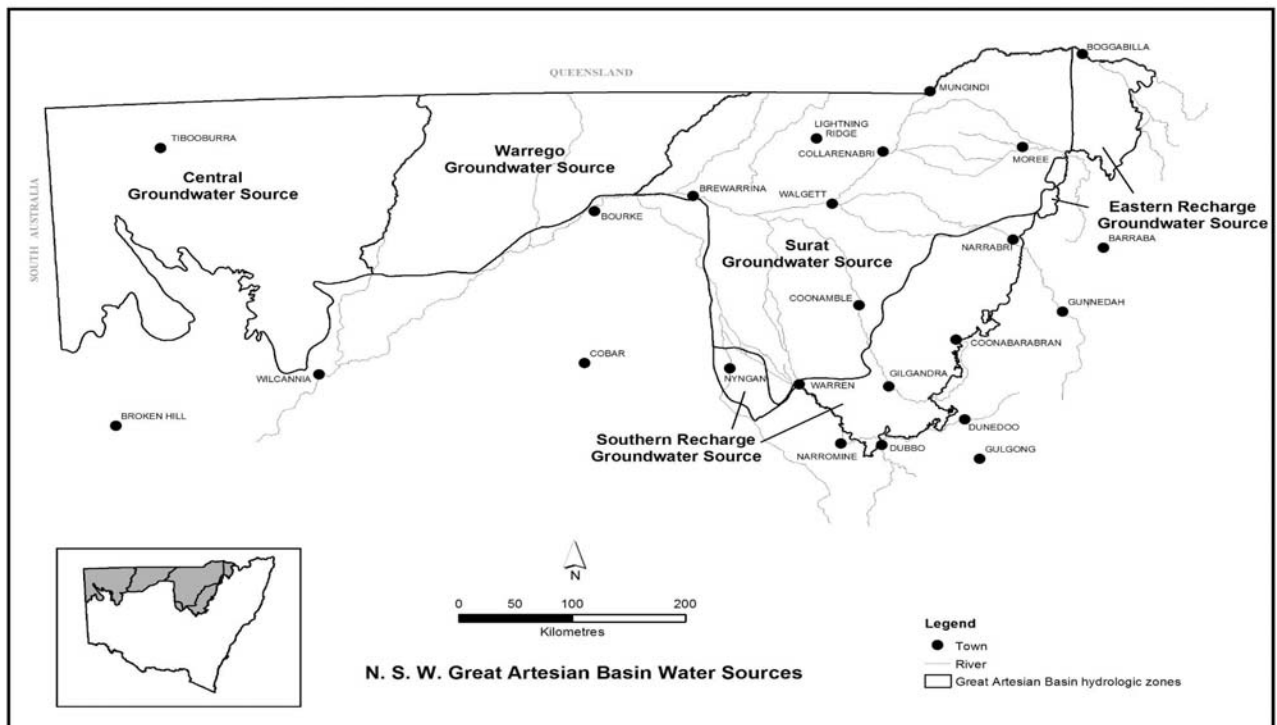 BOGGABILLA
QUEENSLAND
MUNGINDI
TIBOOBURRA
LIGHTNING
RIDGE
COLLARENABRI
MOREE
Warrego
Groundwater Source
Central
Groundwater Source
SOUTH AUSTRALIA
BREWARRINA
WALGETT
BOURKE
Eastern Recharge
Groundwater Source
NARRABRI
BARRABA
Surat
Groundwater Source
COONAMBLE
GUNNEDAH
COONABARABRAN
COBAR
WILCANNIA
NYNGAN
WARREN
GILGANDRA
BROKEN HILL
DUNEDOO
Southern Recharge
Groundwater Source
NARROMINE
DUBBO
GULGONG
N
0 50 100 200
Kilometres
N. S. W. Great Artesian Basin Water Sources
Legend
Town
River
Great Artesian Basin hydrologic zones